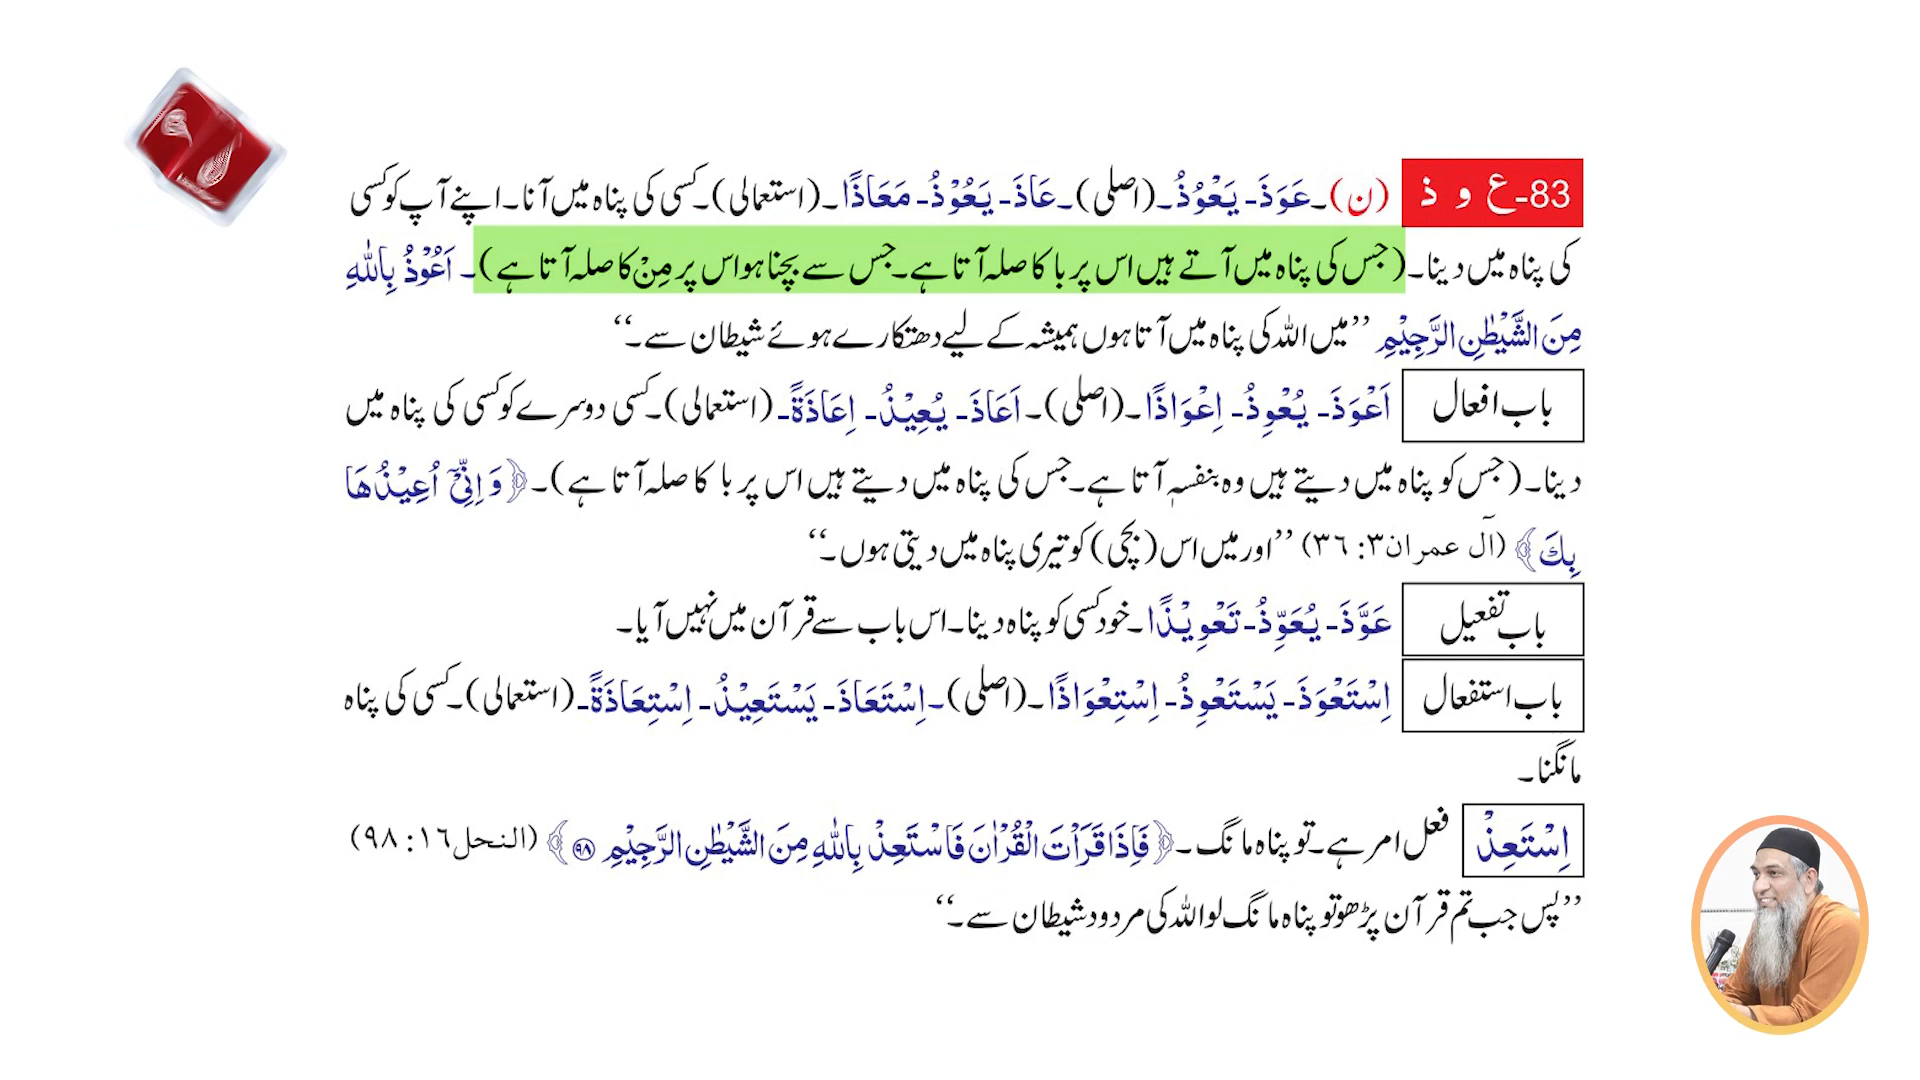 83-ع و ذ (ن)۔عَوَذَ۔ يَعْوُذُ۔(اصلی)۔عَاذَ۔ يَعُوْذُ۔ مَعَاذًا۔(استعمالی)۔کسی کی پناہ میں آنا۔اپنے آپ کو کسی
کی پناہ میں دینا۔(جس کی پناہ میں آتے ہیں اس پر با کا صلہ آتا ہے۔جس سے بچنا ہو اس پر مِنْ کا صلہ آتا ہے)۔ اَعُوْذُ بِاللّٰهِ
مِنَ الشَّيْطٰنِ الرَّجِيْمِ ’’میں اللہ کی پناہ میں آتا ہوں ہمیشہ کے لیے دھتکارے ہوئے شیطان سے۔‘‘
باب افعال اَعْوَذَ۔ يُعْوِذُ۔ اِعْوَاذًا۔(اصلی)۔اَعَاذَ۔ يُعِيْذُ۔ اِعَاذَةً۔(استعمالی)۔کسی دوسرے کو کسی کی پناہ میں
دینا۔(جس کو پناہ میں دیتے ہیں وہ بنفسہٖ آتا ہے۔جس کی پناہ میں دیتے ہیں اس پر با کا صلہ آتا ہے)۔﴿وَاِنِّيْٓ اُعِيْذُهَا
بِكَ﴾ (آل عمران۳: ۳۶) ’’اور میں اس (بچی) کو تیری پناہ میں دیتی ہوں۔‘‘
باب تفعیل عَوَّذَ۔ يُعَوِّذُ۔تَعْوِيْذًا۔خود کسی کو پناہ دینا۔اس باب سے قرآن میں نہیں آیا۔
باب استفعال اِسْتَعْوَذَ۔ يَسْتَعْوِذُ۔ اِسْتِعْوَاذًا۔(اصلی)۔اِسْتَعَاذَ۔ يَسْتَعِيْذُ۔ اِسْتِعَاذَةً۔(استعمالی)۔کسی کی پناہ
مانگنا۔
اِسْتَعِذْ فعل امر ہے۔تو پناہ مانگ۔﴿فَاِذَا قَرَاْتَ الْقُرْاٰنَ فَاسْتَعِذْ بِاللّٰهِ مِنَ الشَّيْطٰنِ الرَّجِيْمِ ۹۸﴾ (النحل۱۶: ۹۸)
’’پس جب تم قرآن پڑھو تو پناہ مانگ لو اللہ کی مردود شیطان سے۔‘‘